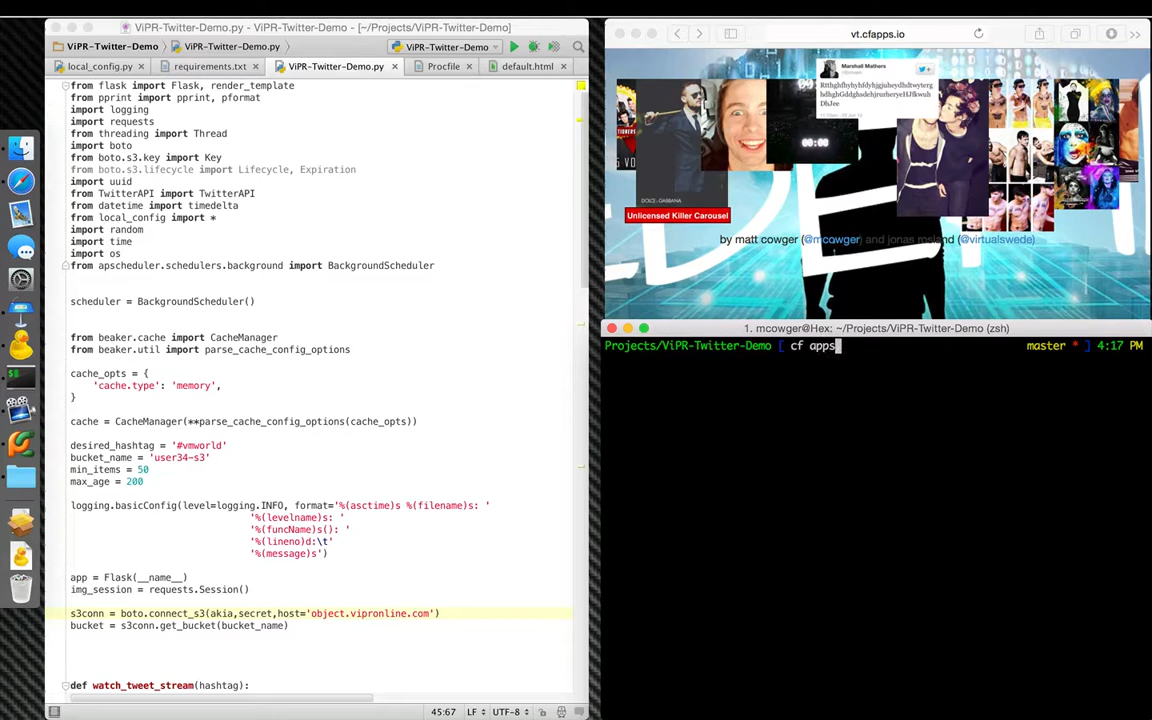 ViPR-Twitter-Demo.py - ViPR-Twitter-Demo - [~/Projects/ViPR-Twitter-Demo]
ViPR-Twitter-Demo ViPR-Twitter-Demo.py ViPR-Twitter-Demo
local_config.py requirements.txt ViPR-Twitter-Demo.py Procfile default.html
from flask import Flask, render_template
from pprint import pprint, pformat
import logging
import requests
from threading import Thread
import boto
from boto.s3.key import Key
from boto.s3.lifecycle import Lifecycle, Expiration
import uuid
from TwitterAPI import TwitterAPI
from datetime import timedelta
from local_config import *
import random
import time
import os
from apscheduler.schedulers.background import BackgroundScheduler
scheduler = BackgroundScheduler()
from beaker.cache import CacheManager
from beaker.util import parse_cache_config_options
cache_opts = {
'cache.type': 'memory',
}
cache = CacheManager(**parse_cache_config_options(cache_opts))
desired_hashtag = '#vmworld'
bucket_name = 'user34-s3'
min_items = 50
max_age = 200
logging.basicConfig(level=logging.INFO, format='%(asctime)s %(filename)s: '
'%(levelname)s: '
'%(funcName)s(): '
'%(lineno)d:\t'
'%(message)s')
app = Flask(__name__)
img_session = requests.Session()
s3conn = boto.connect_s3(akia,secret,host='object.vipronline.com')
bucket = s3conn.get_bucket(bucket_name)
def watch_tweet_stream(hashtag):
45:67 LF UTF-8
vt.cfapps.io
Marshall Mathers
00:00
DOLCE & GABBANA
Unlicensed Killer Carousel
by matt cowger (@mcowger) and jonas rosland (@virtualswede)
1. mcowger@Hex: ~/Projects/ViPR-Twitter-Demo (zsh)
Projects/ViPR-Twitter-Demo [ cf apps master * ] 4:17 PM